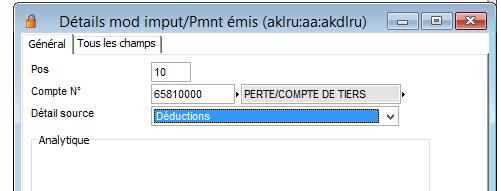 Détails mod imput/Pmnt émis (aklru:aa:akdlru)
Général Tous les champs
Pos 10
Compte N° 65810000 PERTE/COMPTE DE TIERS
Détail source Déductions
Analytique